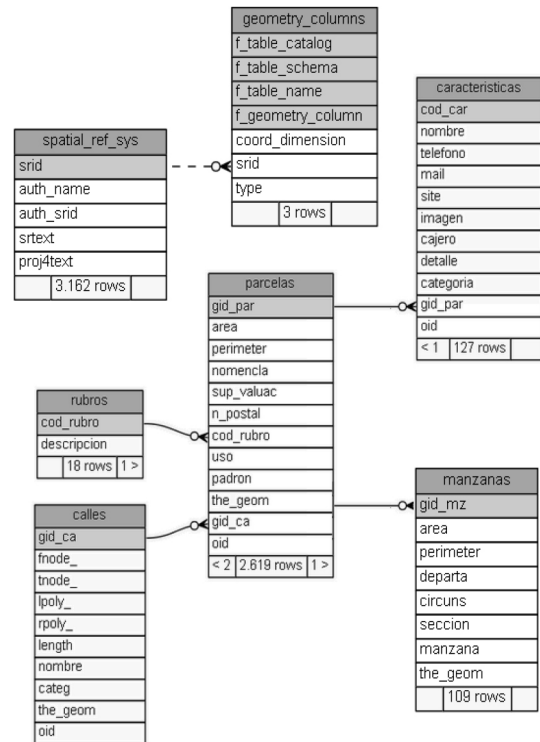 geometry_columns
f_table_catalog
f_table_schema
f_table_name
f_geometry_column
coord_dimension
srid
type
3 rows
spatial_ref_sys
srid
auth_name
auth_srid
srtext
proj4text
3.162 rows
caracteristicas
cod_car
nombre
telefono
mail
site
imagen
cajero
detalle
categoria
gid_par
oid
< 1 127 rows
parcelas
gid_par
area
perimeter
nomencla
sup_valuac
n_postal
cod_rubro
uso
padron
the_geom
gid_ca
oid
< 2 2.619 rows 1 >
rubros
cod_rubro
descripcion
18 rows 1 >
calles
gid_ca
fnode_
tnode_
lpoly_
rpoly_
length
nombre
categ
the_geom
oid
manzanas
gid_mz
area
perimeter
departa
circuns
seccion
manzana
the_geom
109 rows